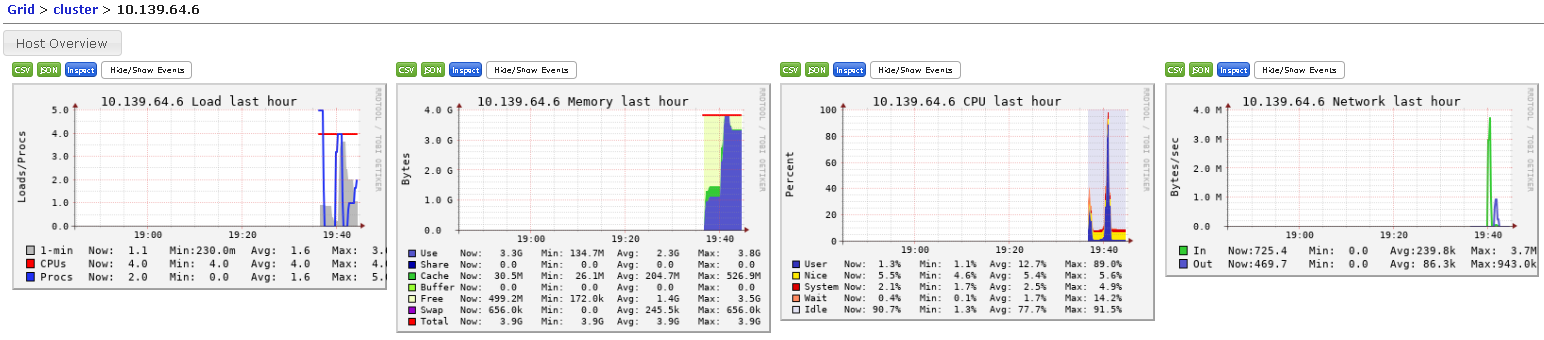 Grid > cluster > 10.139.64.6
Host Overview
CSV JSON Inspect Hide/Show Events
10.139.64.6 Load last hour
Loads/Procs
5.0
4.0
3.0
2.0
1.0
0.0
19:00 19:20 19:40
1-min Now: 1.1 Min:230.0m Avg: 1.6 Max: 3.
CPUs Now: 4.0 Min: 4.0 Avg: 4.0 Max: 4.
Procs Now: 2.0 Min: 0.0 Avg: 1.6 Max: 5.
RRDTOOL / TOBI OETIKER
CSV JSON Inspect Hide/Show Events
10.139.64.6 Memory last hour
Bytes
4.0 G
3.0 G
2.0 G
1.0 G
0.0
19:00 19:20 19:40
Use Now: 3.3G Min: 134.7M Avg: 2.3G Max: 3.8G
Share Now: 0.0 Min: 0.0 Avg: 0.0 Max: 0.0
Cache Now: 30.5M Min: 26.1M Avg: 204.7M Max: 526.9M
Buffer Now: 0.0 Min: 0.0 Avg: 0.0 Max: 0.0
Free Now: 499.2M Min: 172.0k Avg: 1.4G Max: 3.5G
Swap Now: 656.0k Min: 0.0 Avg: 245.5k Max: 656.0k
Total Now: 3.9G Min: 3.9G Avg: 3.9G Max: 3.9G
RRDTOOL / TOBI OETIKER
CSV JSON Inspect Hide/Show Events
10.139.64.6 CPU last hour
Percent
100
80
60
40
20
0
19:00 19:20 19:40
User Now: 1.3% Min: 1.1% Avg: 12.7% Max: 89.0%
Nice Now: 5.5% Min: 4.6% Avg: 5.4% Max: 5.6%
System Now: 2.1% Min: 1.7% Avg: 2.5% Max: 4.9%
Wait Now: 0.4% Min: 0.1% Avg: 1.7% Max: 14.2%
Idle Now: 90.7% Min: 1.3% Avg: 77.7% Max: 91.5%
RRDTOOL / TOBI OETIKER
CSV JSON Inspect Hide/Show Events
10.139.64.6 Network last hour
Bytes/sec
4.0 M
3.0 M
2.0 M
1.0 M
0.0
19:00 19:20 19:40
In Now:725.4 Min: 0.0 Avg:239.8k Max: 3.7M
Out Now:469.7 Min: 0.0 Avg: 86.3k Max:943.0k
RRDTOOL / TOBI OETIKER